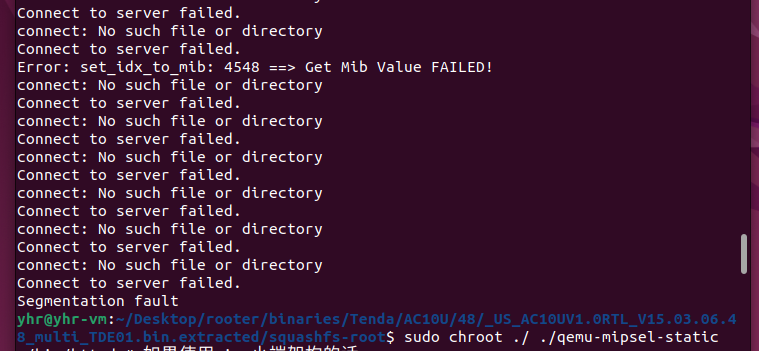 Connect to server failed.
connect: No such file or directory
Connect to server failed.
Error: set_idx_to_mib: 4548 ==> Get Mib Value FAILED!
connect: No such file or directory
Connect to server failed.
connect: No such file or directory
Connect to server failed.
connect: No such file or directory
Connect to server failed.
connect: No such file or directory
Connect to server failed.
connect: No such file or directory
Connect to server failed.
connect: No such file or directory
Connect to server failed.
Segmentation fault
yhr@yhr-vm:~/Desktop/rooter/binaries/Tenda/AC10U/48/_US_AC10UV1.0RTL_V15.03.06.4
8_multi_TDE01.bin.extracted/squashfs-root$ sudo chroot ./ ./qemu-mipsel-static